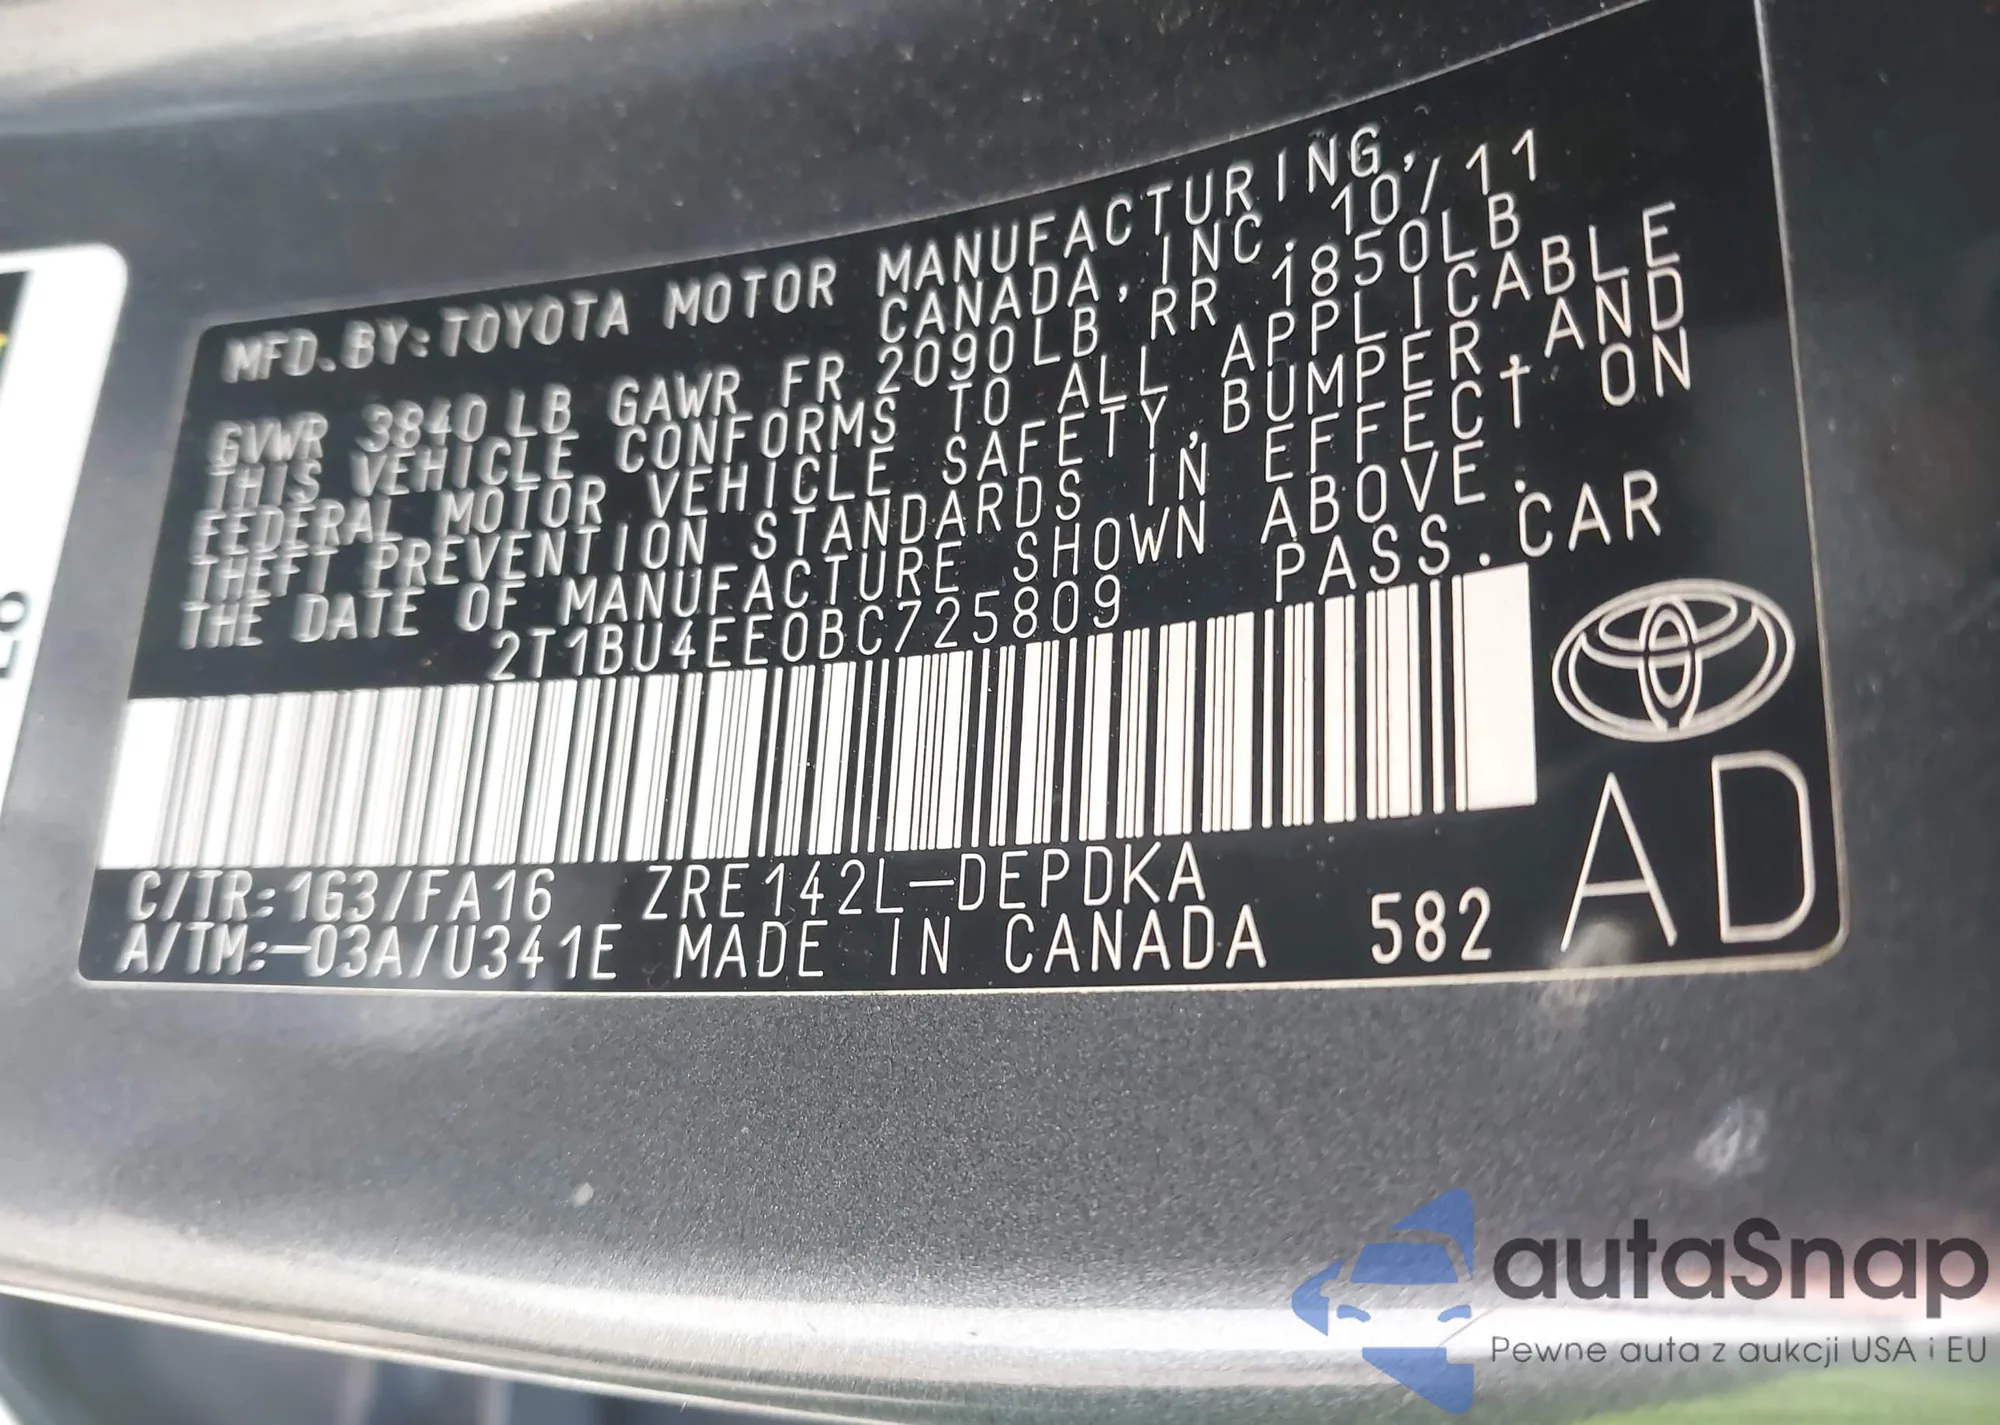 MFD.BY:TOYOTA MOTOR MANUFACTURING,
CANADA, INC. 10/11
GVWR 3840LB GAWR FR 2090LB RR 1850LB
THIS VEHICLE CONFORMS TO ALL APPLICABLE
FEDERAL MOTOR VEHICLE SAFETY,BUMPER,AND
THEFT PREVENTION STANDARDS IN EFFECT ON
THE DATE OF MANUFACTURE SHOWN ABOVE.
2T1BU4EE0BC725809 PASS.CAR
C/TR:1G3/FA16 ZRE142L-DEPDKA
A/TM:-03A/U341E MADE IN CANADA 582
AD
autaSnap
Pewne auta z aukcji USA i EU